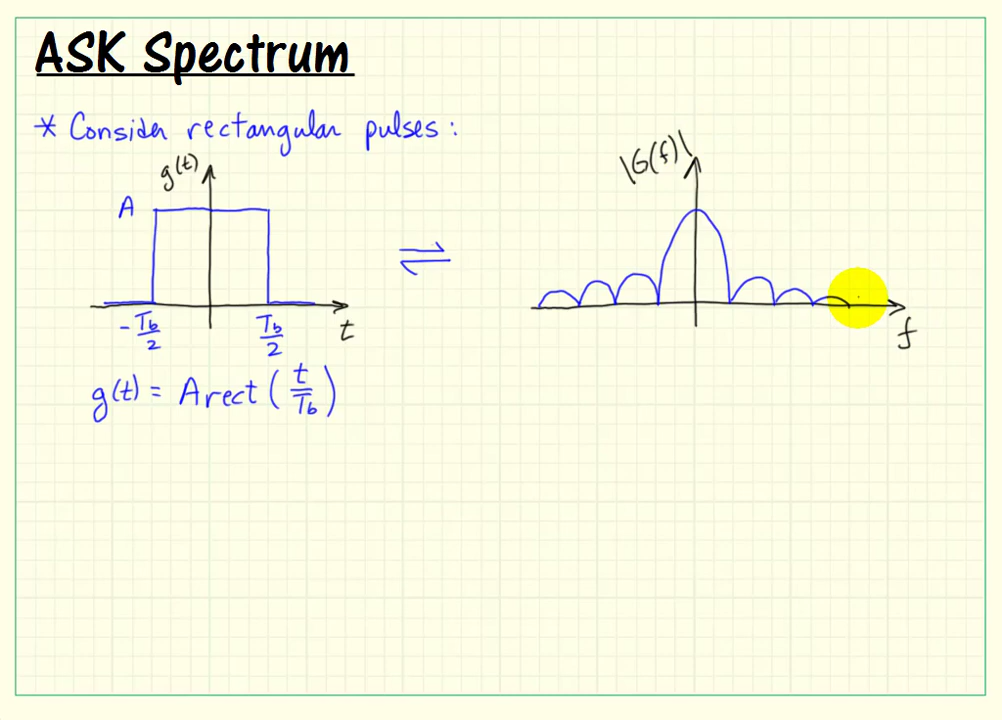 ASK Spectrum
* Consider rectangular pulses:
g(t)
A
-Tb/2
Tb/2
t
⇌
|G(f)|
f
g(t) = A rect (t/Tb)